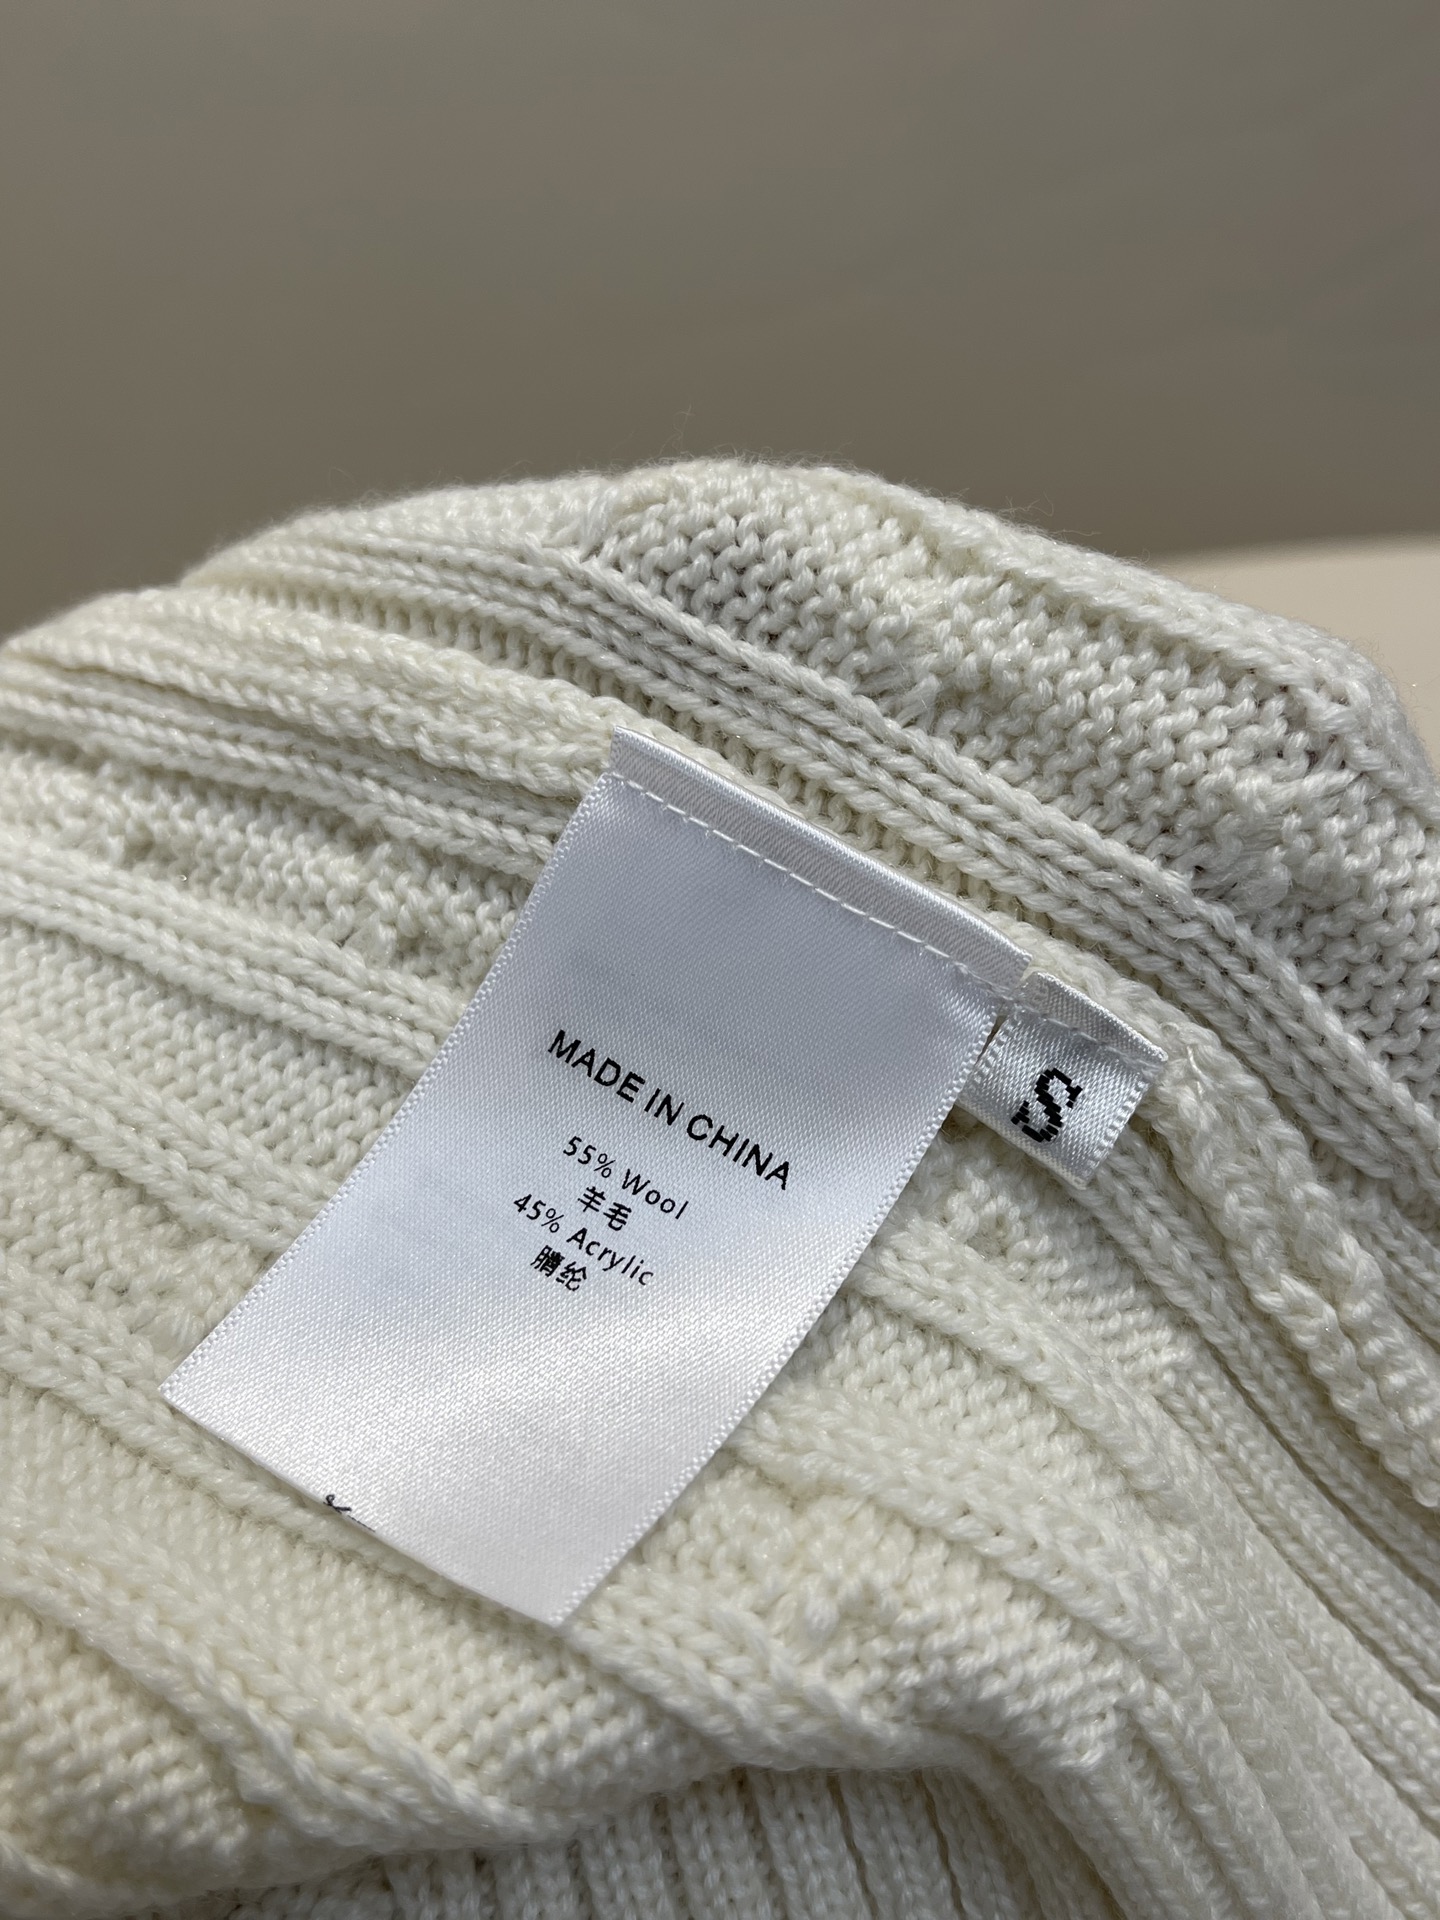 MADE IN CHINA
55% Wool
羊毛
45% Acrylic
腈纶
S